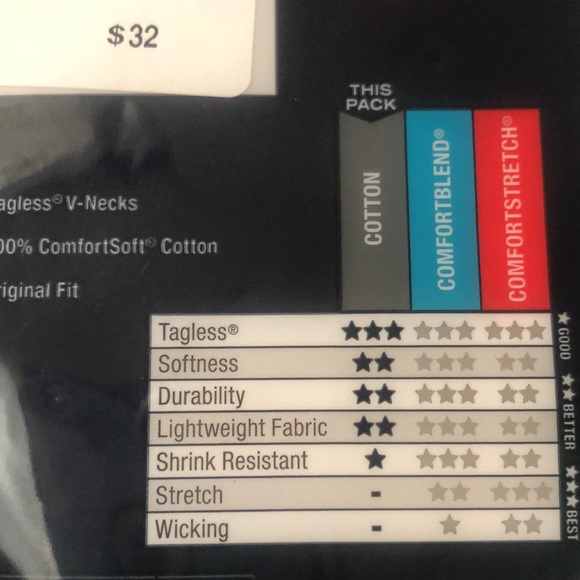 $32
THIS
PACK
COTTON
COMFORTBLEND®
COMFORTSTRETCH®
agless® V-Necks
00% ComfortSoft® Cotton
riginal Fit
Tagless® ★★★ ★★★ ★★★
Softness ★★ ★★★ ★★
Durability ★★ ★★★ ★★
Lightweight Fabric ★★ ★★★ ★★
Shrink Resistant ★ ★★★ ★★
Stretch - ★★ ★★★
Wicking - ★ ★★
★GOOD ★★BETTER ★★★BEST